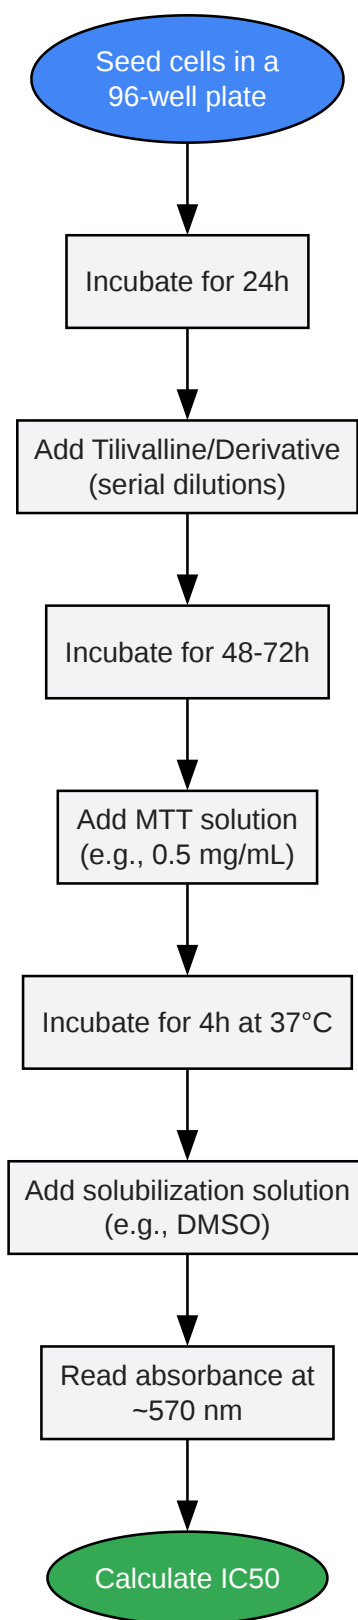 Seed cells in a
96-well plate
Incubate for 24h
Add Tilivalline/Derivative
(serial dilutions)
Incubate for 48-72h
Add MTT solution
(e.g., 0.5 mg/mL)
Incubate for 4h at 37°C
Add solubilization solution
(e.g., DMSO)
Read absorbance at
~570 nm
Calculate IC50